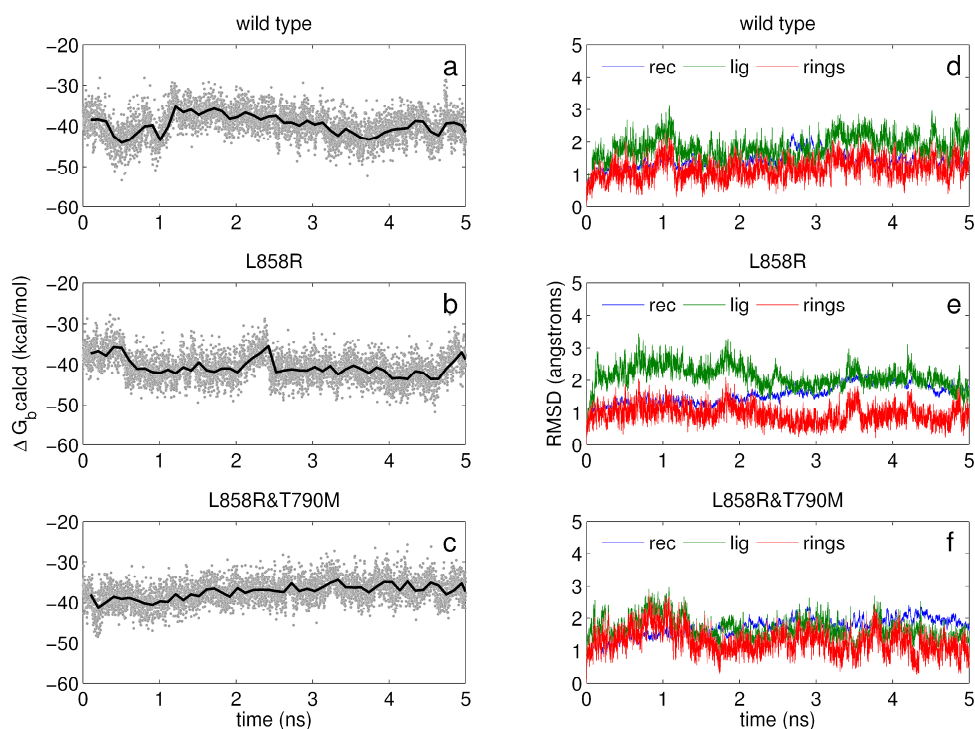 wild type
a
−20
−30
−40
−50
−60
0 1 2 3 4 5
L858R
b
−20
−30
−40
−50
−60
0 1 2 3 4 5
Δ G_b calcd (kcal/mol)
L858R&T790M
c
−20
−30
−40
−50
−60
0 1 2 3 4 5
time (ns)
wild type
rec lig rings d
5
4
3
2
1
0
0 1 2 3 4 5
L858R
rec lig rings e
5
4
3
2
1
0
0 1 2 3 4 5
RMSD (angstroms)
L858R&T790M
rec lig rings f
5
4
3
2
1
0
0 1 2 3 4 5
time (ns)